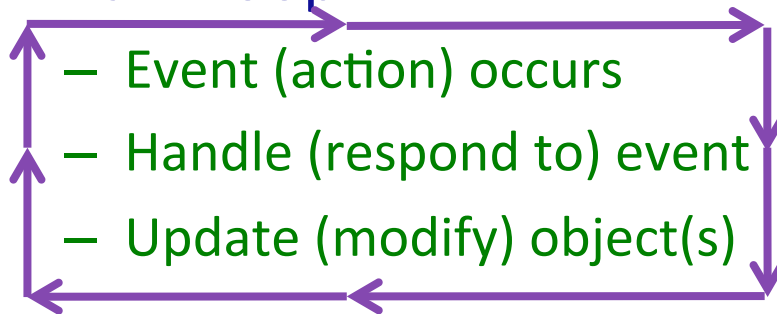 – Event (action) occurs
– Handle (respond to) event
– Update (modify) object(s)